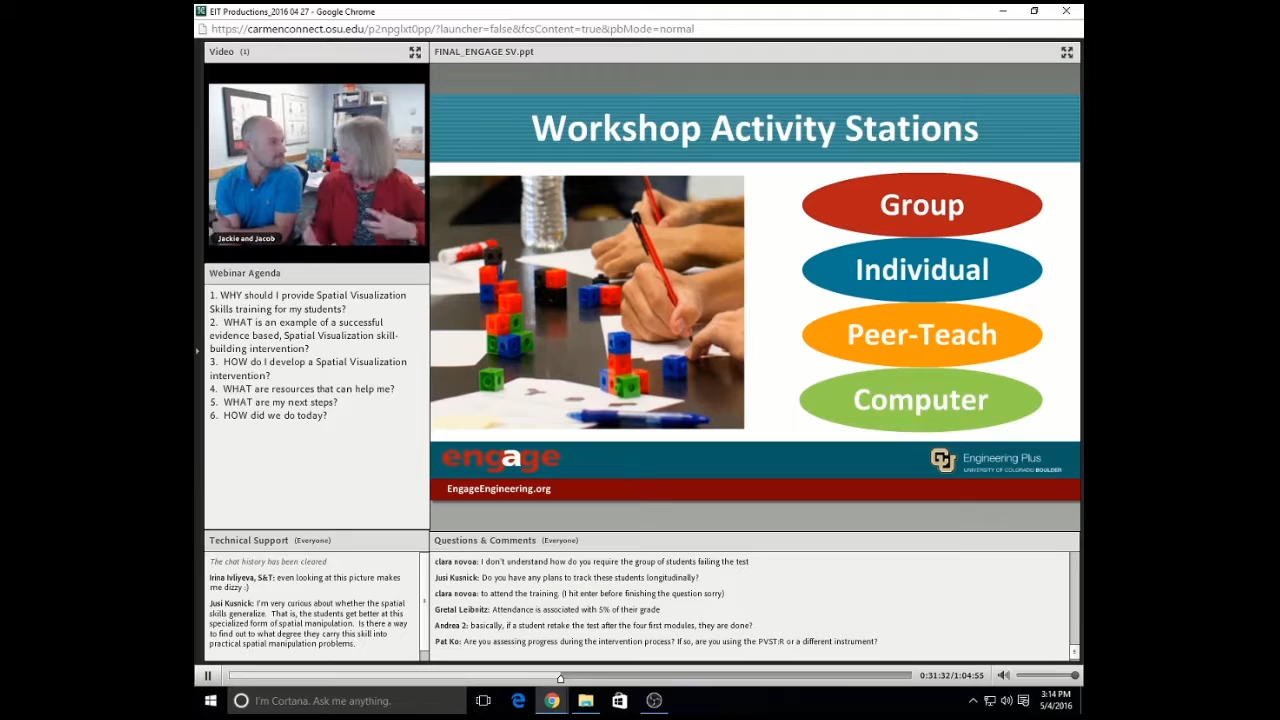 EIT Productions_2016 04 27 - Google Chrome
https://carmenconnect.osu.edu/p2npglxt0pp/?launcher=false&fcsContent=true&pbMode=normal
Video (1)
Jackie and Jacob
Webinar Agenda
1. WHY should I provide Spatial Visualization
Skills training for my students?
2. WHAT is an example of a successful
evidence based, Spatial Visualization skill-
building intervention?
3. HOW do I develop a Spatial Visualization
intervention?
4. WHAT are resources that can help me?
5. WHAT are my next steps?
6. HOW did we do today?
Technical Support (Everyone)
The chat history has been cleared
Irina Ivliyeva, S&T: even looking at this picture makes
me dizzy :)
Jusi Kusnick: I'm very curious about whether the spatial
skills generalize. That is, the students get better at this
specialized form of spatial manipulation. Is there a way
to find out to what degree they carry this skill into
practical spatial manipulation problems.
FINAL_ENGAGE SV.ppt
Workshop Activity Stations
Group
Individual
Peer-Teach
Computer
engage
CU
Engineering Plus
UNIVERSITY OF COLORADO BOULDER
EngageEngineering.org
Questions & Comments (Everyone)
clara novoa: I don't understand how do you require the group of students failing the test
Jusi Kusnick: Do you have any plans to track these students longitudinally?
clara novoa: to attend the training. (I hit enter before finishing the question sorry)
Gretal Leibnitz: Attendance is associated with 5% of their grade
Andrea 2: basically, if a student retake the test after the four first modules, they are done?
Pat Ko: Are you assessing progress during the intervention process? If so, are you using the PVST:R or a different instrument?
0:31:32/1:04:55
I'm Cortana. Ask me anything.
3:14 PM
5/4/2016